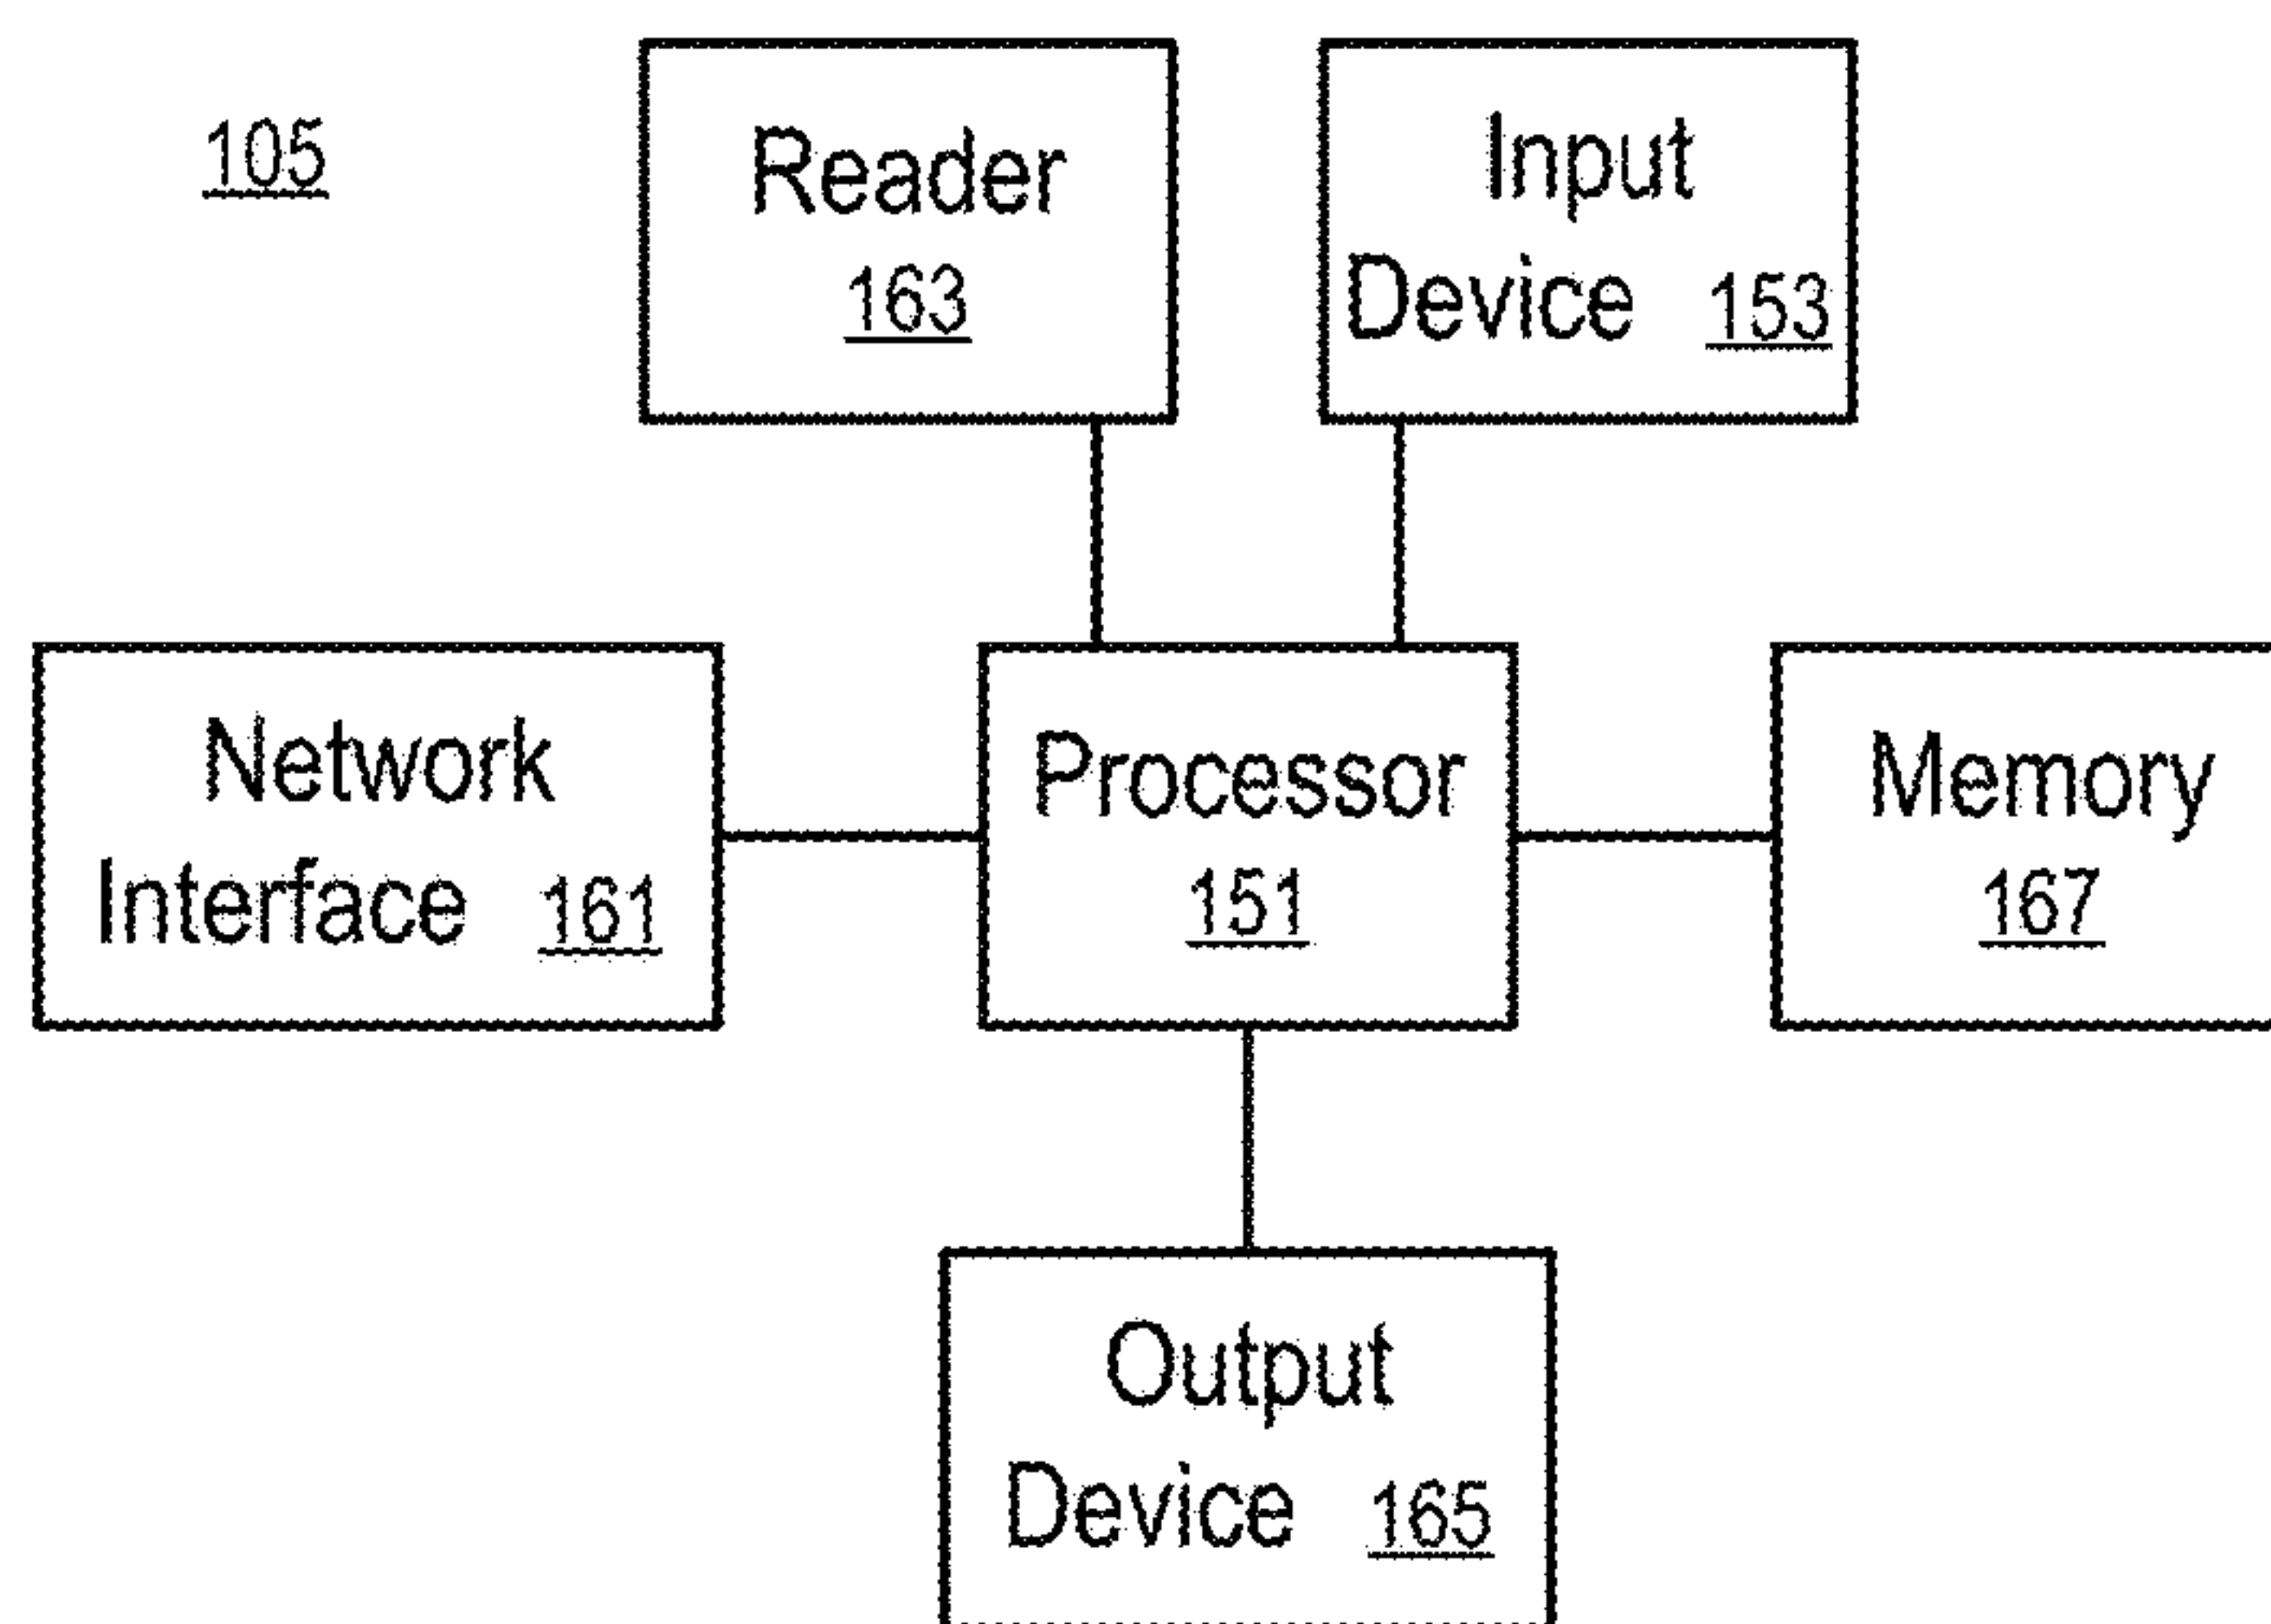 105
Reader
163
Input
Device 153
Network
Interface 161
Processor
151
Memory
167
Output
Device 165